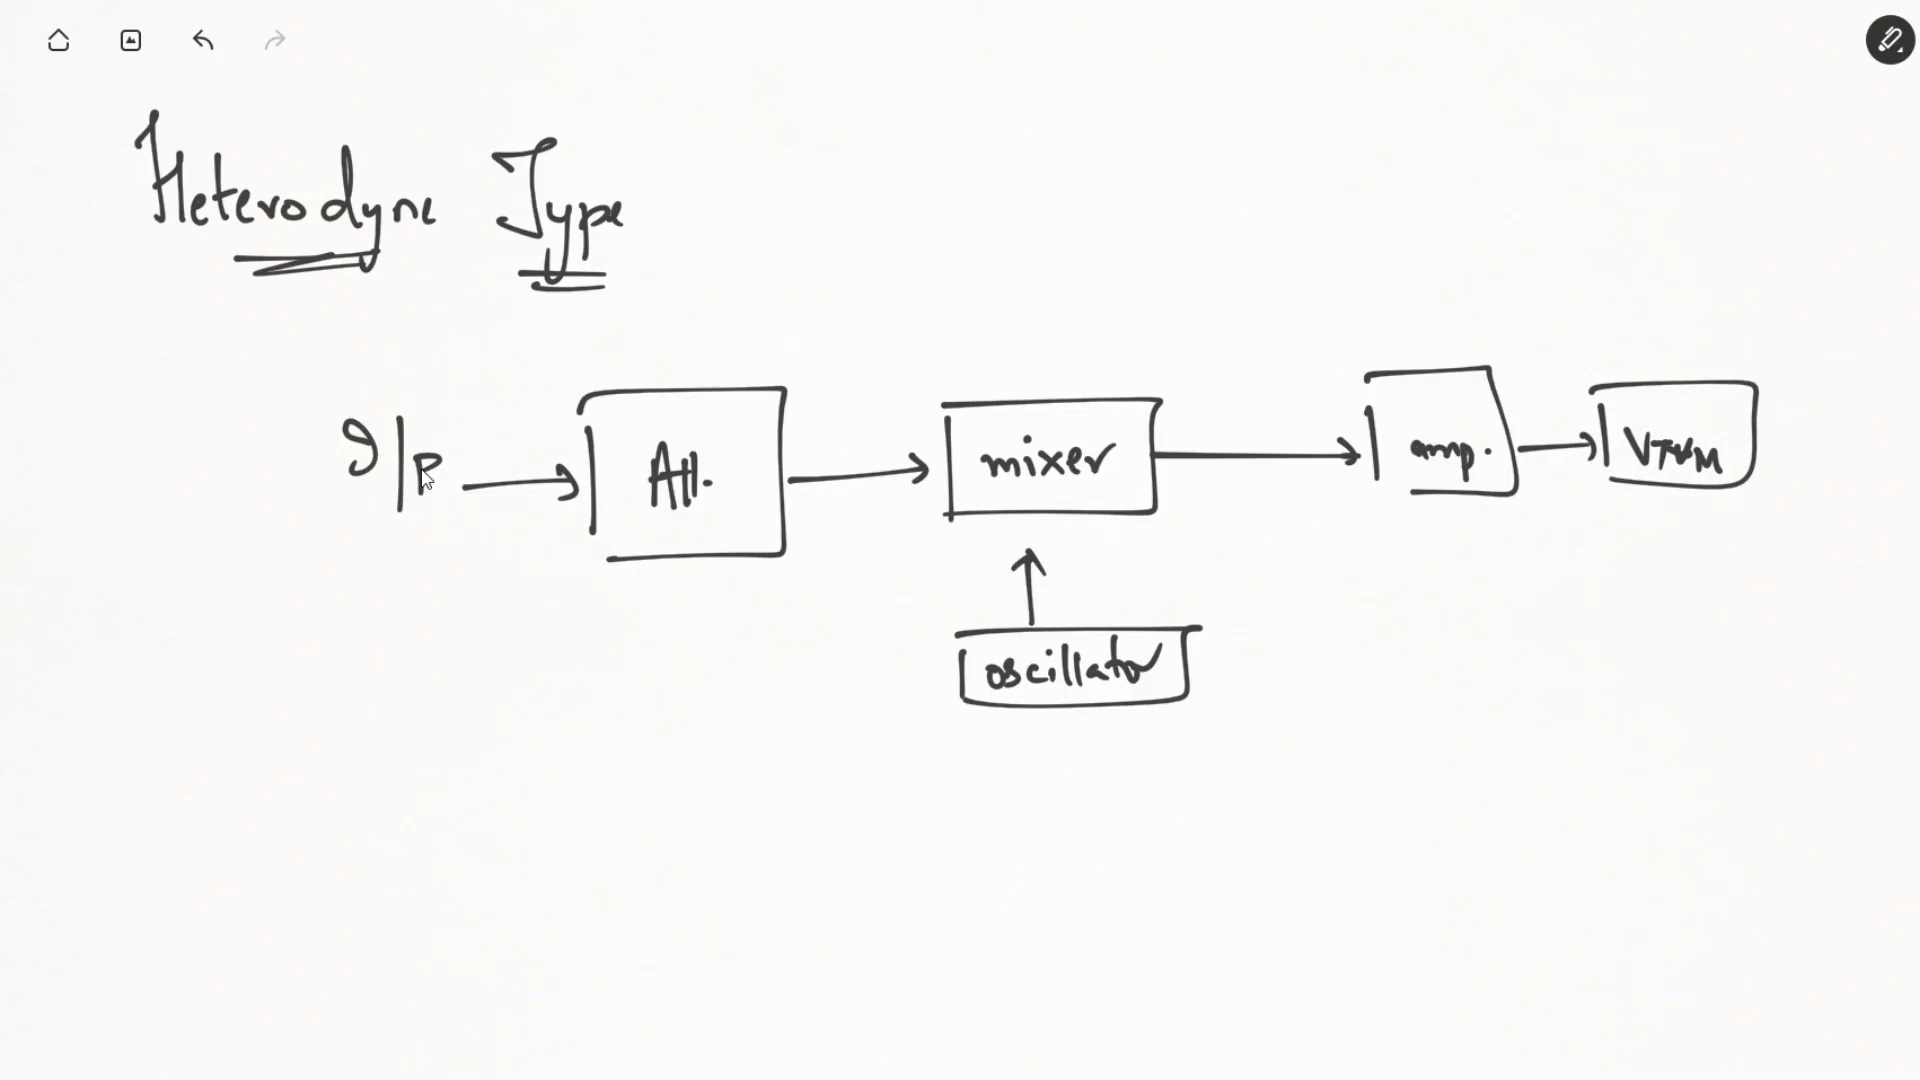 Heterodyne Type
I/P
Att.
mixer
amp.
VTVM
oscillator